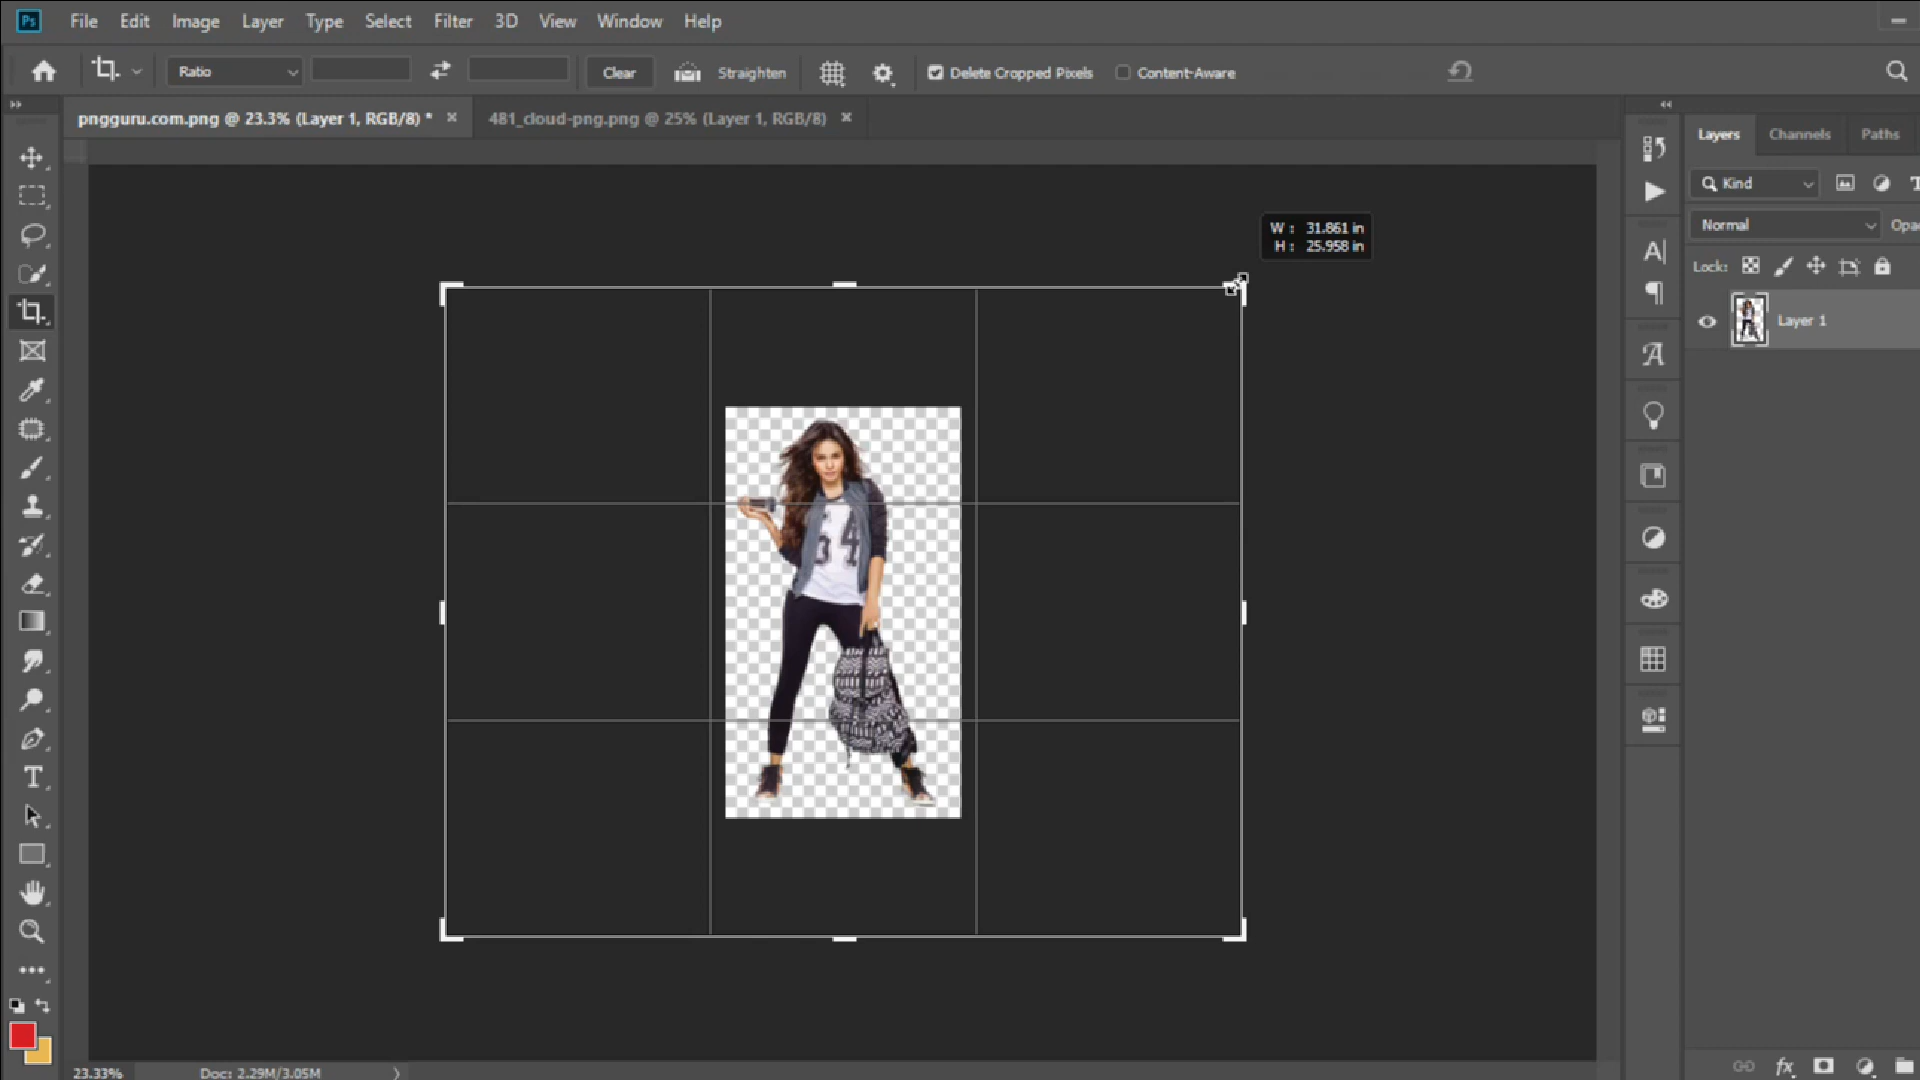 Ps File Edit Image Layer Type Select Filter 3D View Window Help
Ratio Clear Straighten Delete Cropped Pixels Content-Aware
pngguru.com.png @ 23.3% (Layer 1, RGB/8) * × 481_cloud-png.png @ 25% (Layer 1, RGB/8) ×
Layers Channels Paths
Kind
Normal Opac
Lock:
Layer 1
W : 31.861 in
H : 25.958 in
54
23.33% Doc: 2.29M/3.05M